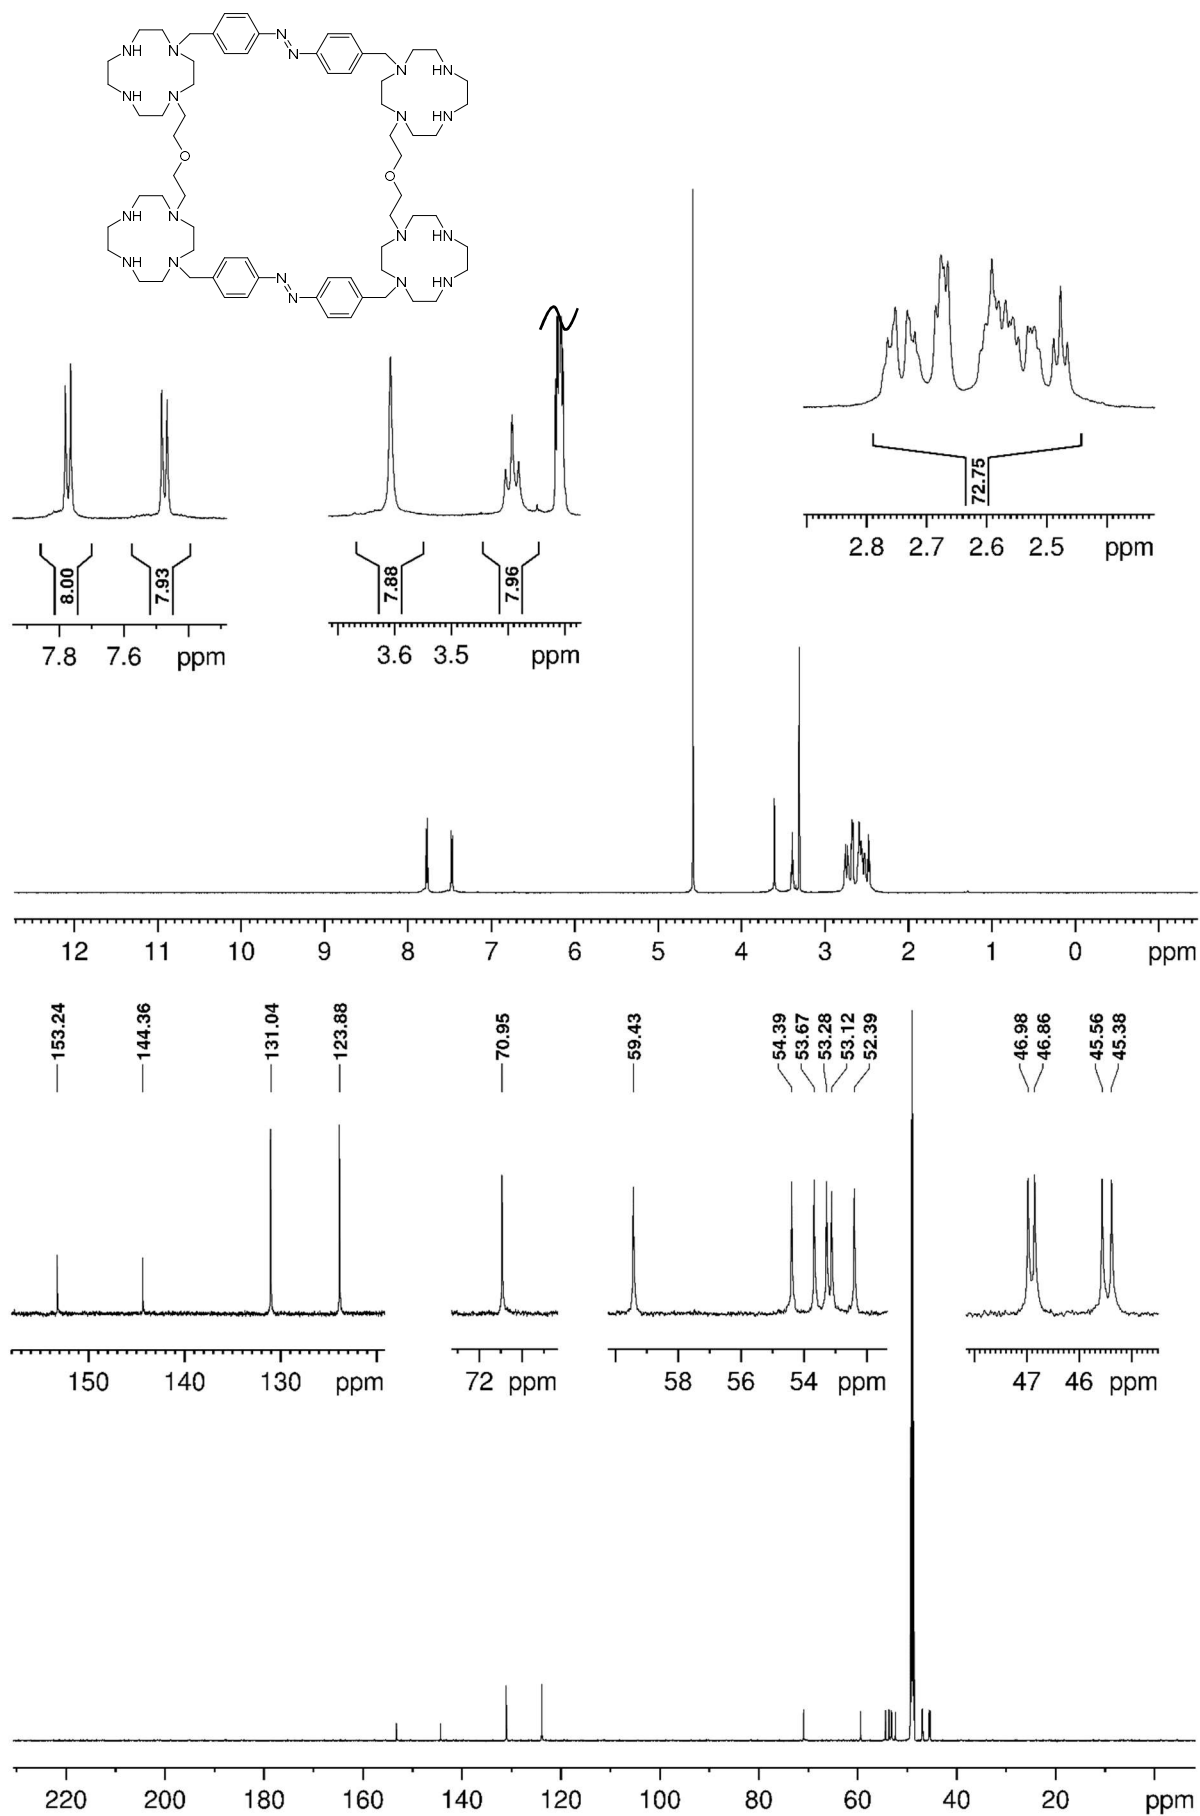 N N
NH N N HN
NH N N HN
O O
NH N N HN
NH N N HN
N N
72.75
2.8 2.7 2.6 2.5 ppm
8.00 7.93
7.88 7.96
7.8 7.6 ppm
3.6 3.5 ppm
12 11 10 9 8 7 6 5 4 3 2 1 0 ppm
153.24 144.36 131.04 123.88 70.95 59.43 54.39 53.67 53.28 53.12 52.39 46.98 46.86 45.56 45.38
150 140 130 ppm 72 ppm 58 56 54 ppm 47 46 ppm
220 200 180 160 140 120 100 80 60 40 20 ppm